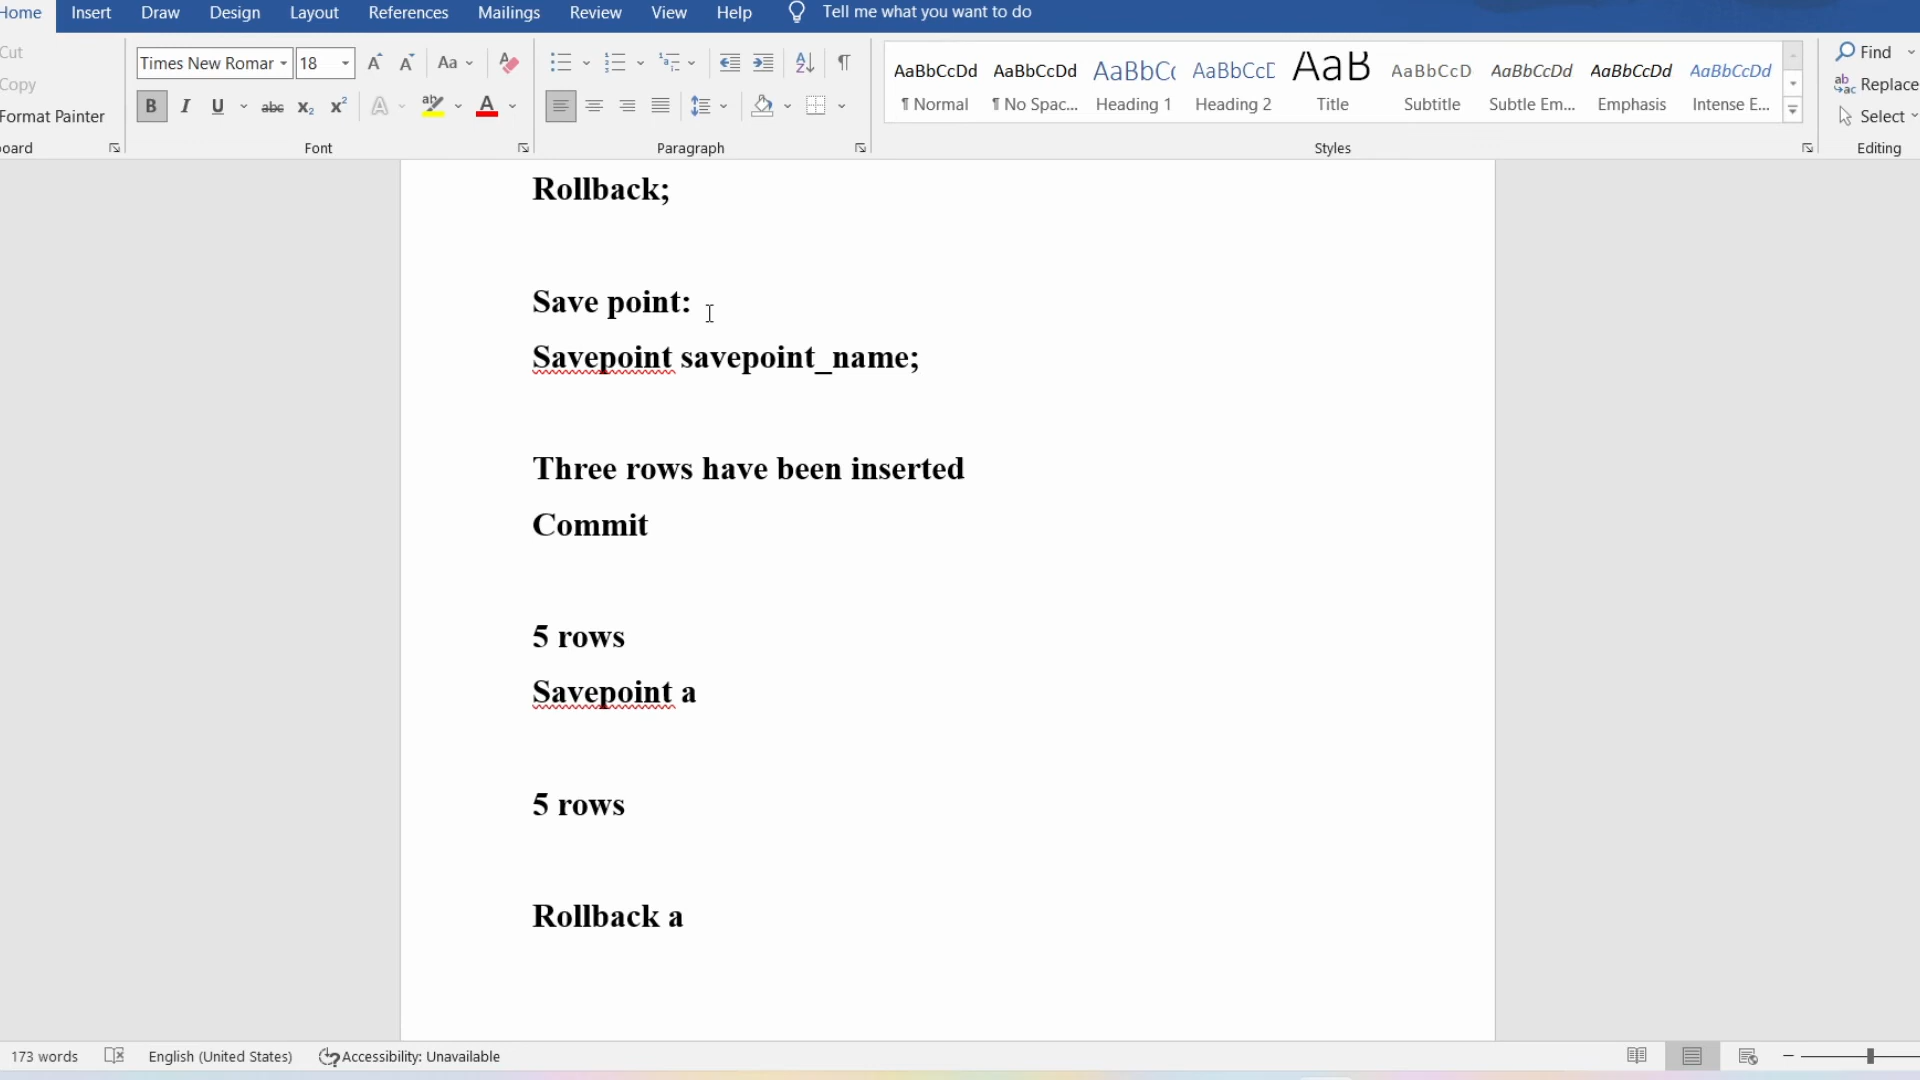 Home Insert Draw Design Layout References Mailings Review View Help Tell me what you want to do
Cut
Copy
Format Painter
Times New Roman 18
Aa
Font
Paragraph
AaBbCcDd AaBbCcDd AaBbCc AaBbCcD AaB AaBbCcD AaBbCcDd AaBbCcDd AaBbCcDd
¶ Normal ¶ No Spac... Heading 1 Heading 2 Title Subtitle Subtle Em... Emphasis Intense E...
Styles
Find
Replace
Select
Editing
Rollback;
Save point:
Savepoint savepoint_name;
Three rows have been inserted
Commit
5 rows
Savepoint a
5 rows
Rollback a
173 words English (United States) Accessibility: Unavailable